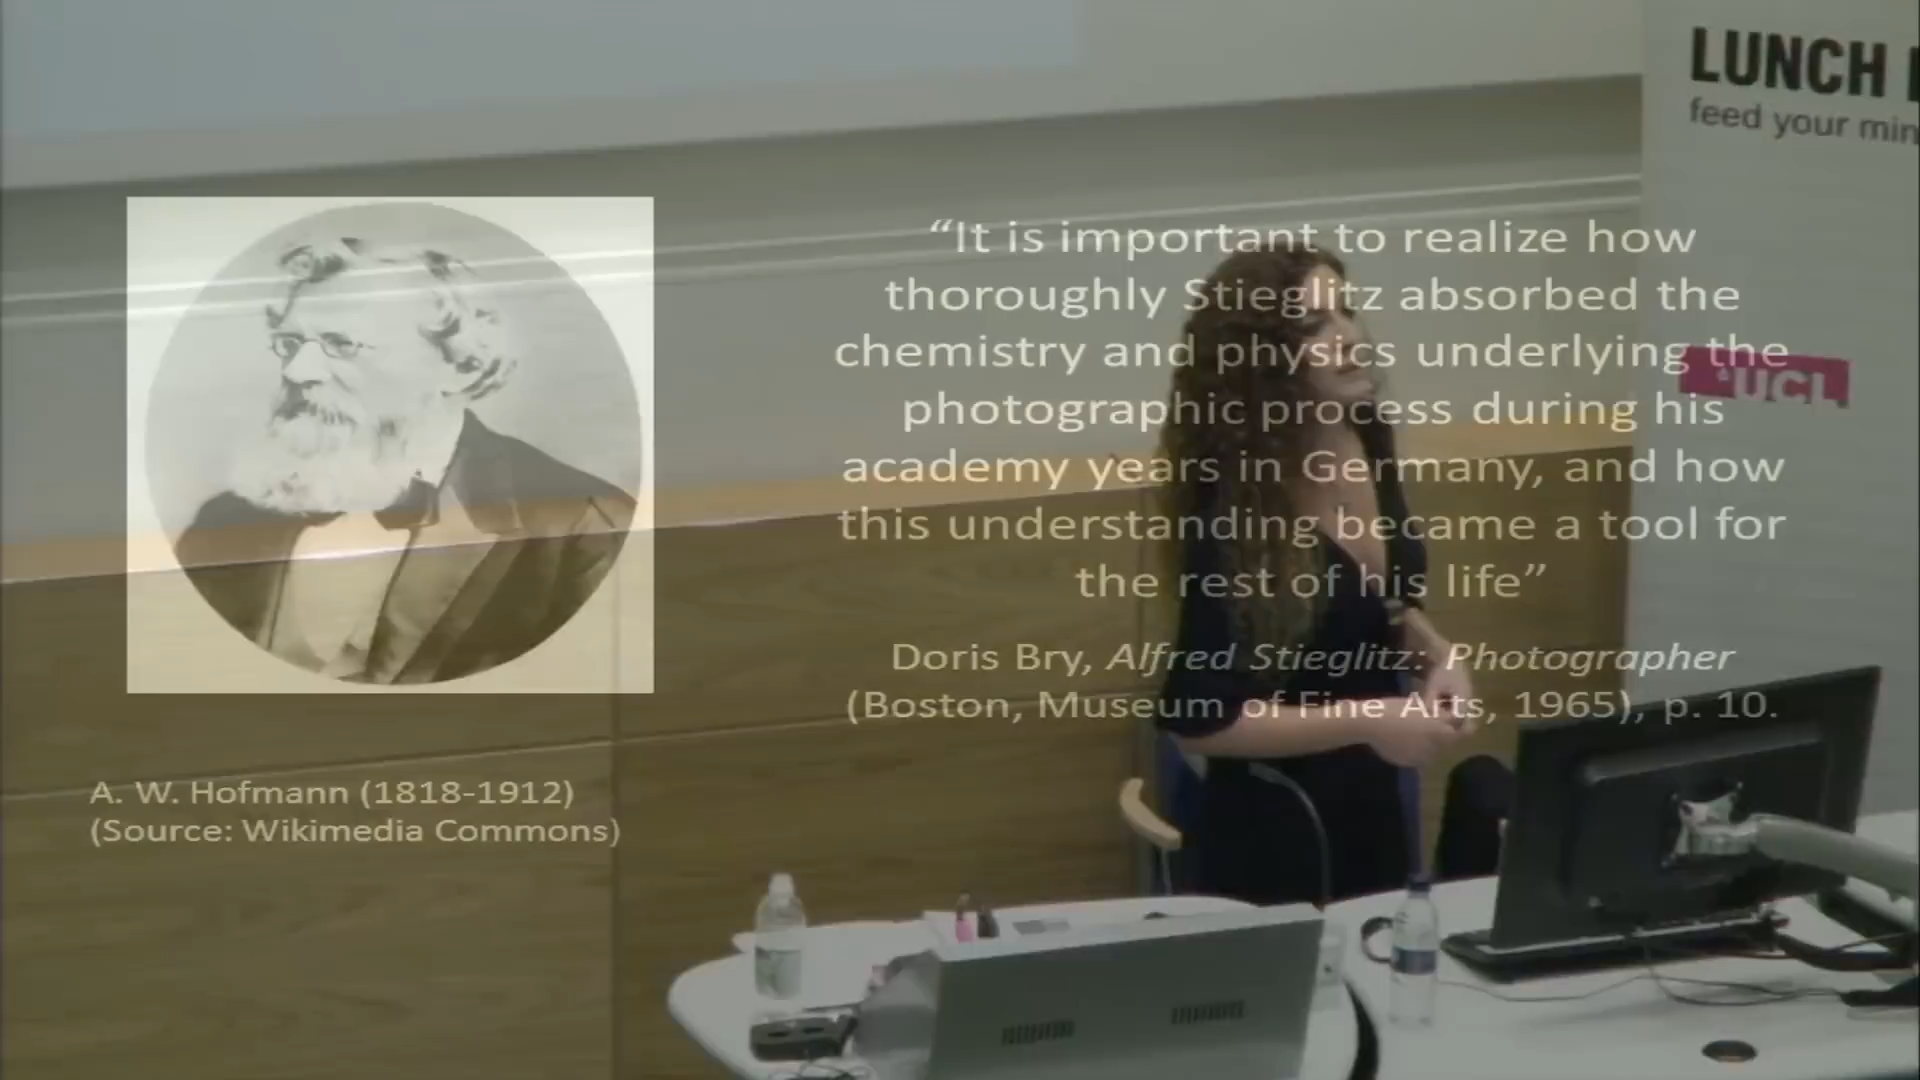 LUNCH
feed your min
UCL
“It is important to realize how
thoroughly Stieglitz absorbed the
chemistry and physics underlying the
photographic process during his
academy years in Germany, and how
this understanding became a tool for
the rest of his life”
Doris Bry, Alfred Stieglitz: Photographer
(Boston, Museum of Fine Arts, 1965), p. 10.
A. W. Hofmann (1818-1912)
(Source: Wikimedia Commons)